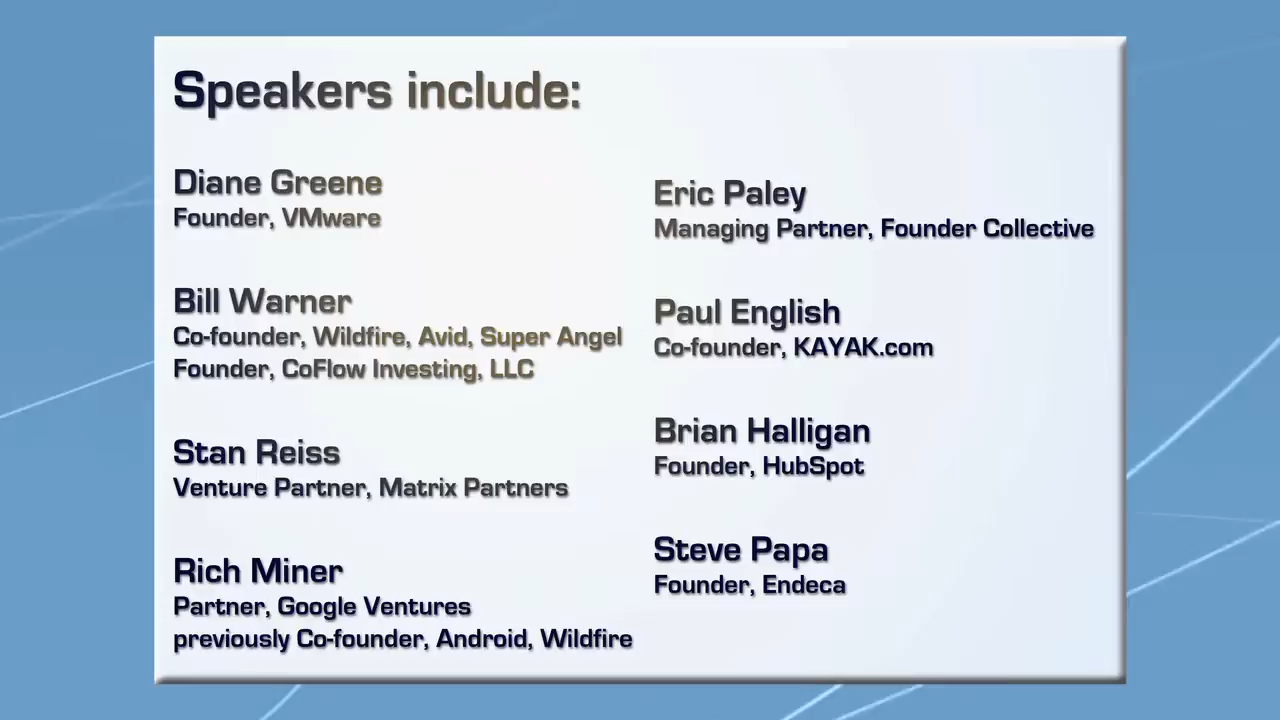 Speakers include:
Diane Greene
Founder, VMware
Bill Warner
Co-founder, Wildfire, Avid, Super Angel
Founder, CoFlow Investing, LLC
Stan Reiss
Venture Partner, Matrix Partners
Rich Miner
Partner, Google Ventures
previously Co-founder, Android, Wildfire
Eric Paley
Managing Partner, Founder Collective
Paul English
Co-founder, KAYAK.com
Brian Halligan
Founder, HubSpot
Steve Papa
Founder, Endeca